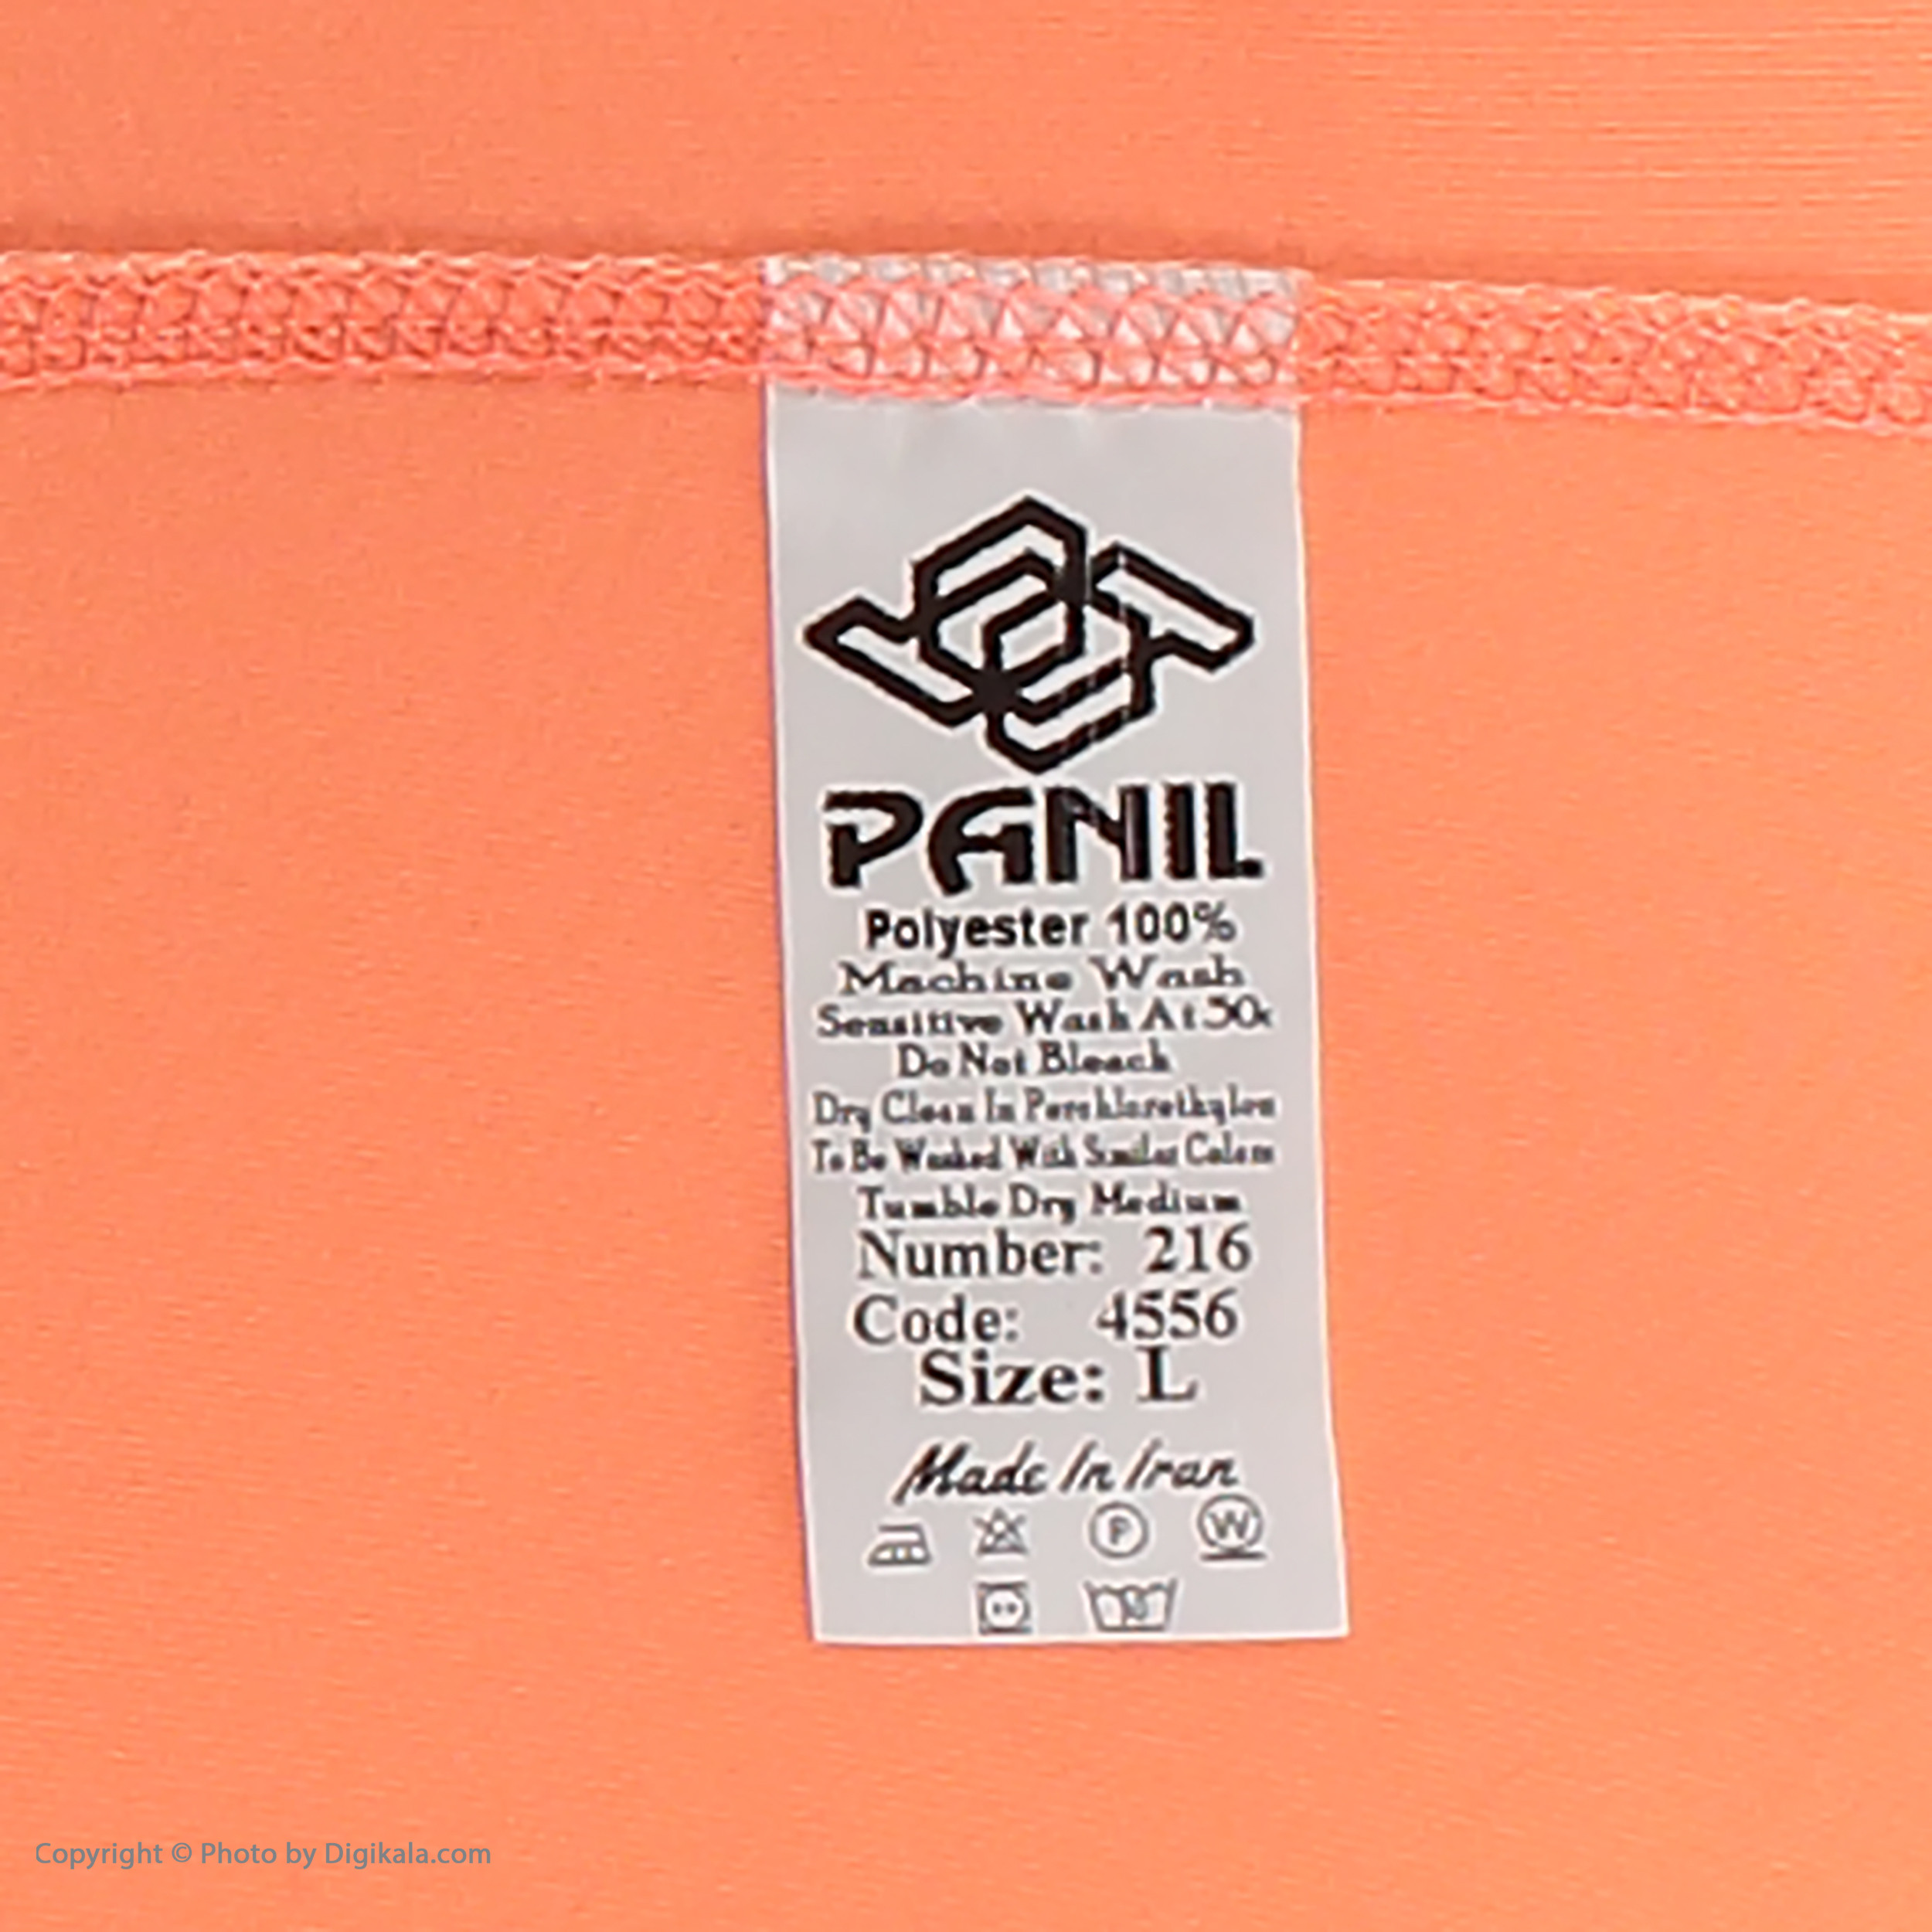 PANIL
Polyester 100%
Machine Wash
Sensitive Wash At
Do Not Bleach
Dry Clean In Perchlorethylen
To Be Washed With Similar Colors
Tumble Dry Medium
Number: 216
Code: 4556
Size: L
Made In Iran
P W
Copyright © Photo by Digikala.com